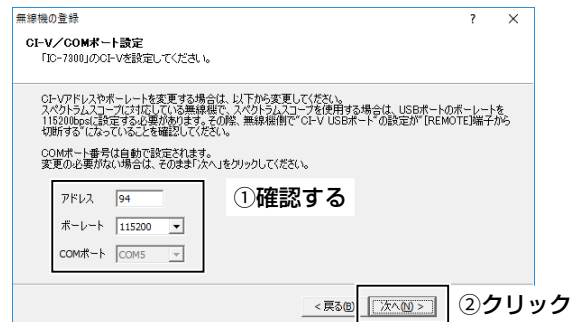 無線機の登録 ? ×
CI-V／COMポート設定
「IC-7300」のCI-Vを設定してください。
CI-Vアドレスやボーレートを変更する場合は、以下から変更してください。
スペクトラムスコープに対応している無線機で、スペクトラムスコープを使用する場合は、USBポートのボーレートを
115200bpsに設定する必要があります。その際、無線機側で"CI-V USBポート"の設定が"[REMOTE]端子から
切断する"になっていることを確認してください。
COMポート番号は自動で設定されます。
変更の必要がない場合は、そのまま「次へ」をクリックしてください。
アドレス 94
ボーレート 115200
COMポート COM5
①確認する
< 戻る(B) 次へ(N) >
②クリック